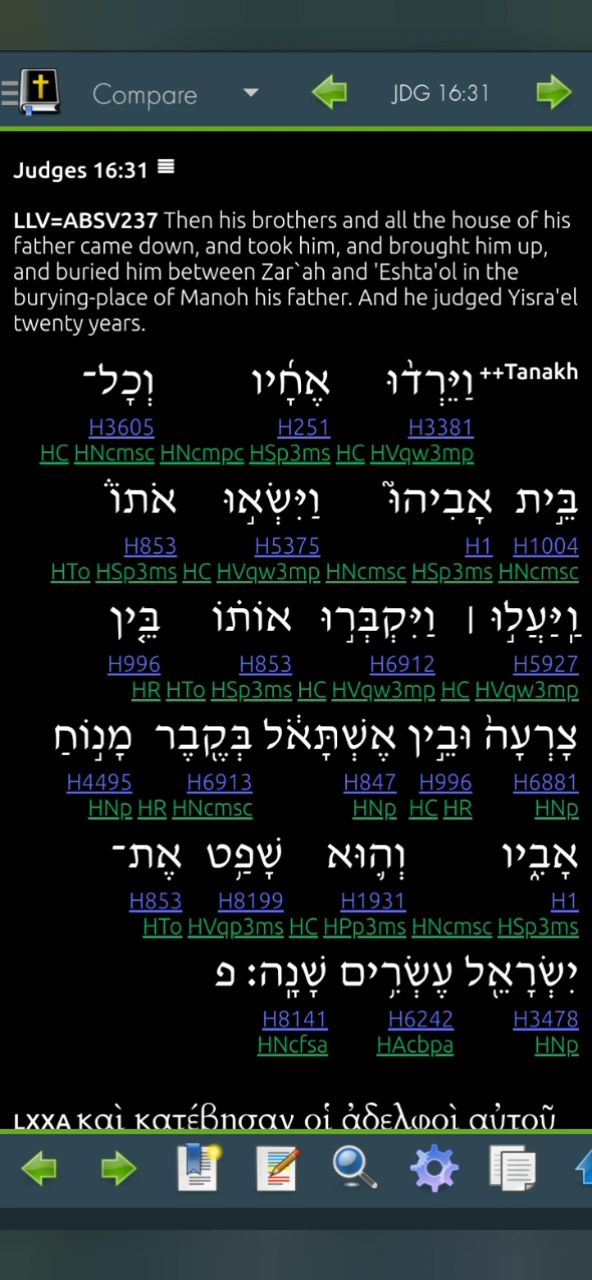 Compare JDG 16:31
Judges 16:31
LLV=ABSV237 Then his brothers and all the house of his
father came down, and took him, and brought him up,
and buried him between Zar`ah and 'Eshta'ol in the
burying-place of Manoh his father. And he judged Yisra'el
twenty years.
++Tanakh וַיֵּרְד֨וּ אֶחָ֜יו וְכָל־
H3605 H251 H3381
HC HNcmsc HNcmpc HSp3ms HC HVqw3mp
בֵּ֣ית אָבִיהוּ֮ וַיִּשְׂא֣וּ אֹתוֹ֒
H853 H5375 H1 H1004
HTo HSp3ms HC HVqw3mp HNcmsc HSp3ms HNcmsc
וַֽיַּעֲל֣וּ ׀ וַיִּקְבְּר֣וּ אוֹת֗וֹ בֵּ֤ין
H996 H853 H6912 H5927
HR HTo HSp3ms HC HVqw3mp HC HVqw3mp
צָרְעָה֙ וּבֵ֣ין אֶשְׁתָּאֹ֔ל בְּקֶ֖בֶר מָנ֣וֹחַ
H4495 H6913 H847 H996 H6881
HNp HR HNcmsc HNp HC HR HNp
אָבִ֑יו וְה֛וּא שָׁפַ֥ט אֶת־
H853 H8199 H1931 H1
HTo HVqp3ms HC HPp3ms HNcmsc HSp3ms
יִשְׂרָאֵ֖ל עֶשְׂרִ֥ים שָׁנָֽה׃ פ
H8141 H6242 H3478
HNcfsa HAcbpa HNp
LXXA καὶ κατέβησαν οἱ ἀδελφοὶ αὐτοῦ